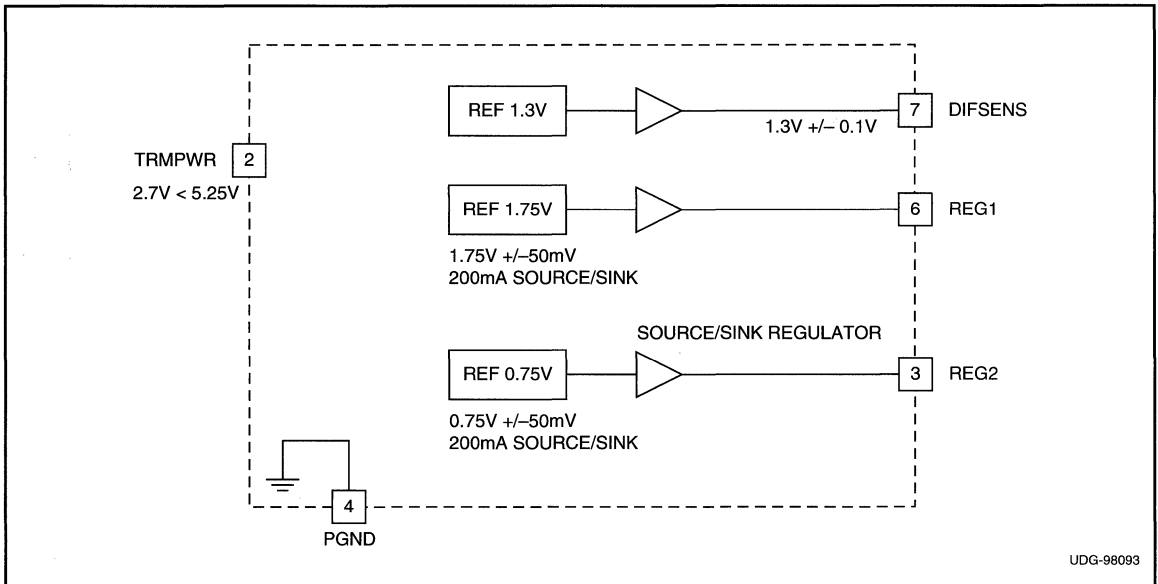 REF 1.3V
7 DIFSENS
1.3V +/– 0.1V
TRMPWR 2
2.7V < 5.25V
REF 1.75V
6 REG1
1.75V +/–50mV
200mA SOURCE/SINK
SOURCE/SINK REGULATOR
REF 0.75V
3 REG2
0.75V +/–50mV
200mA SOURCE/SINK
4
PGND
UDG-98093